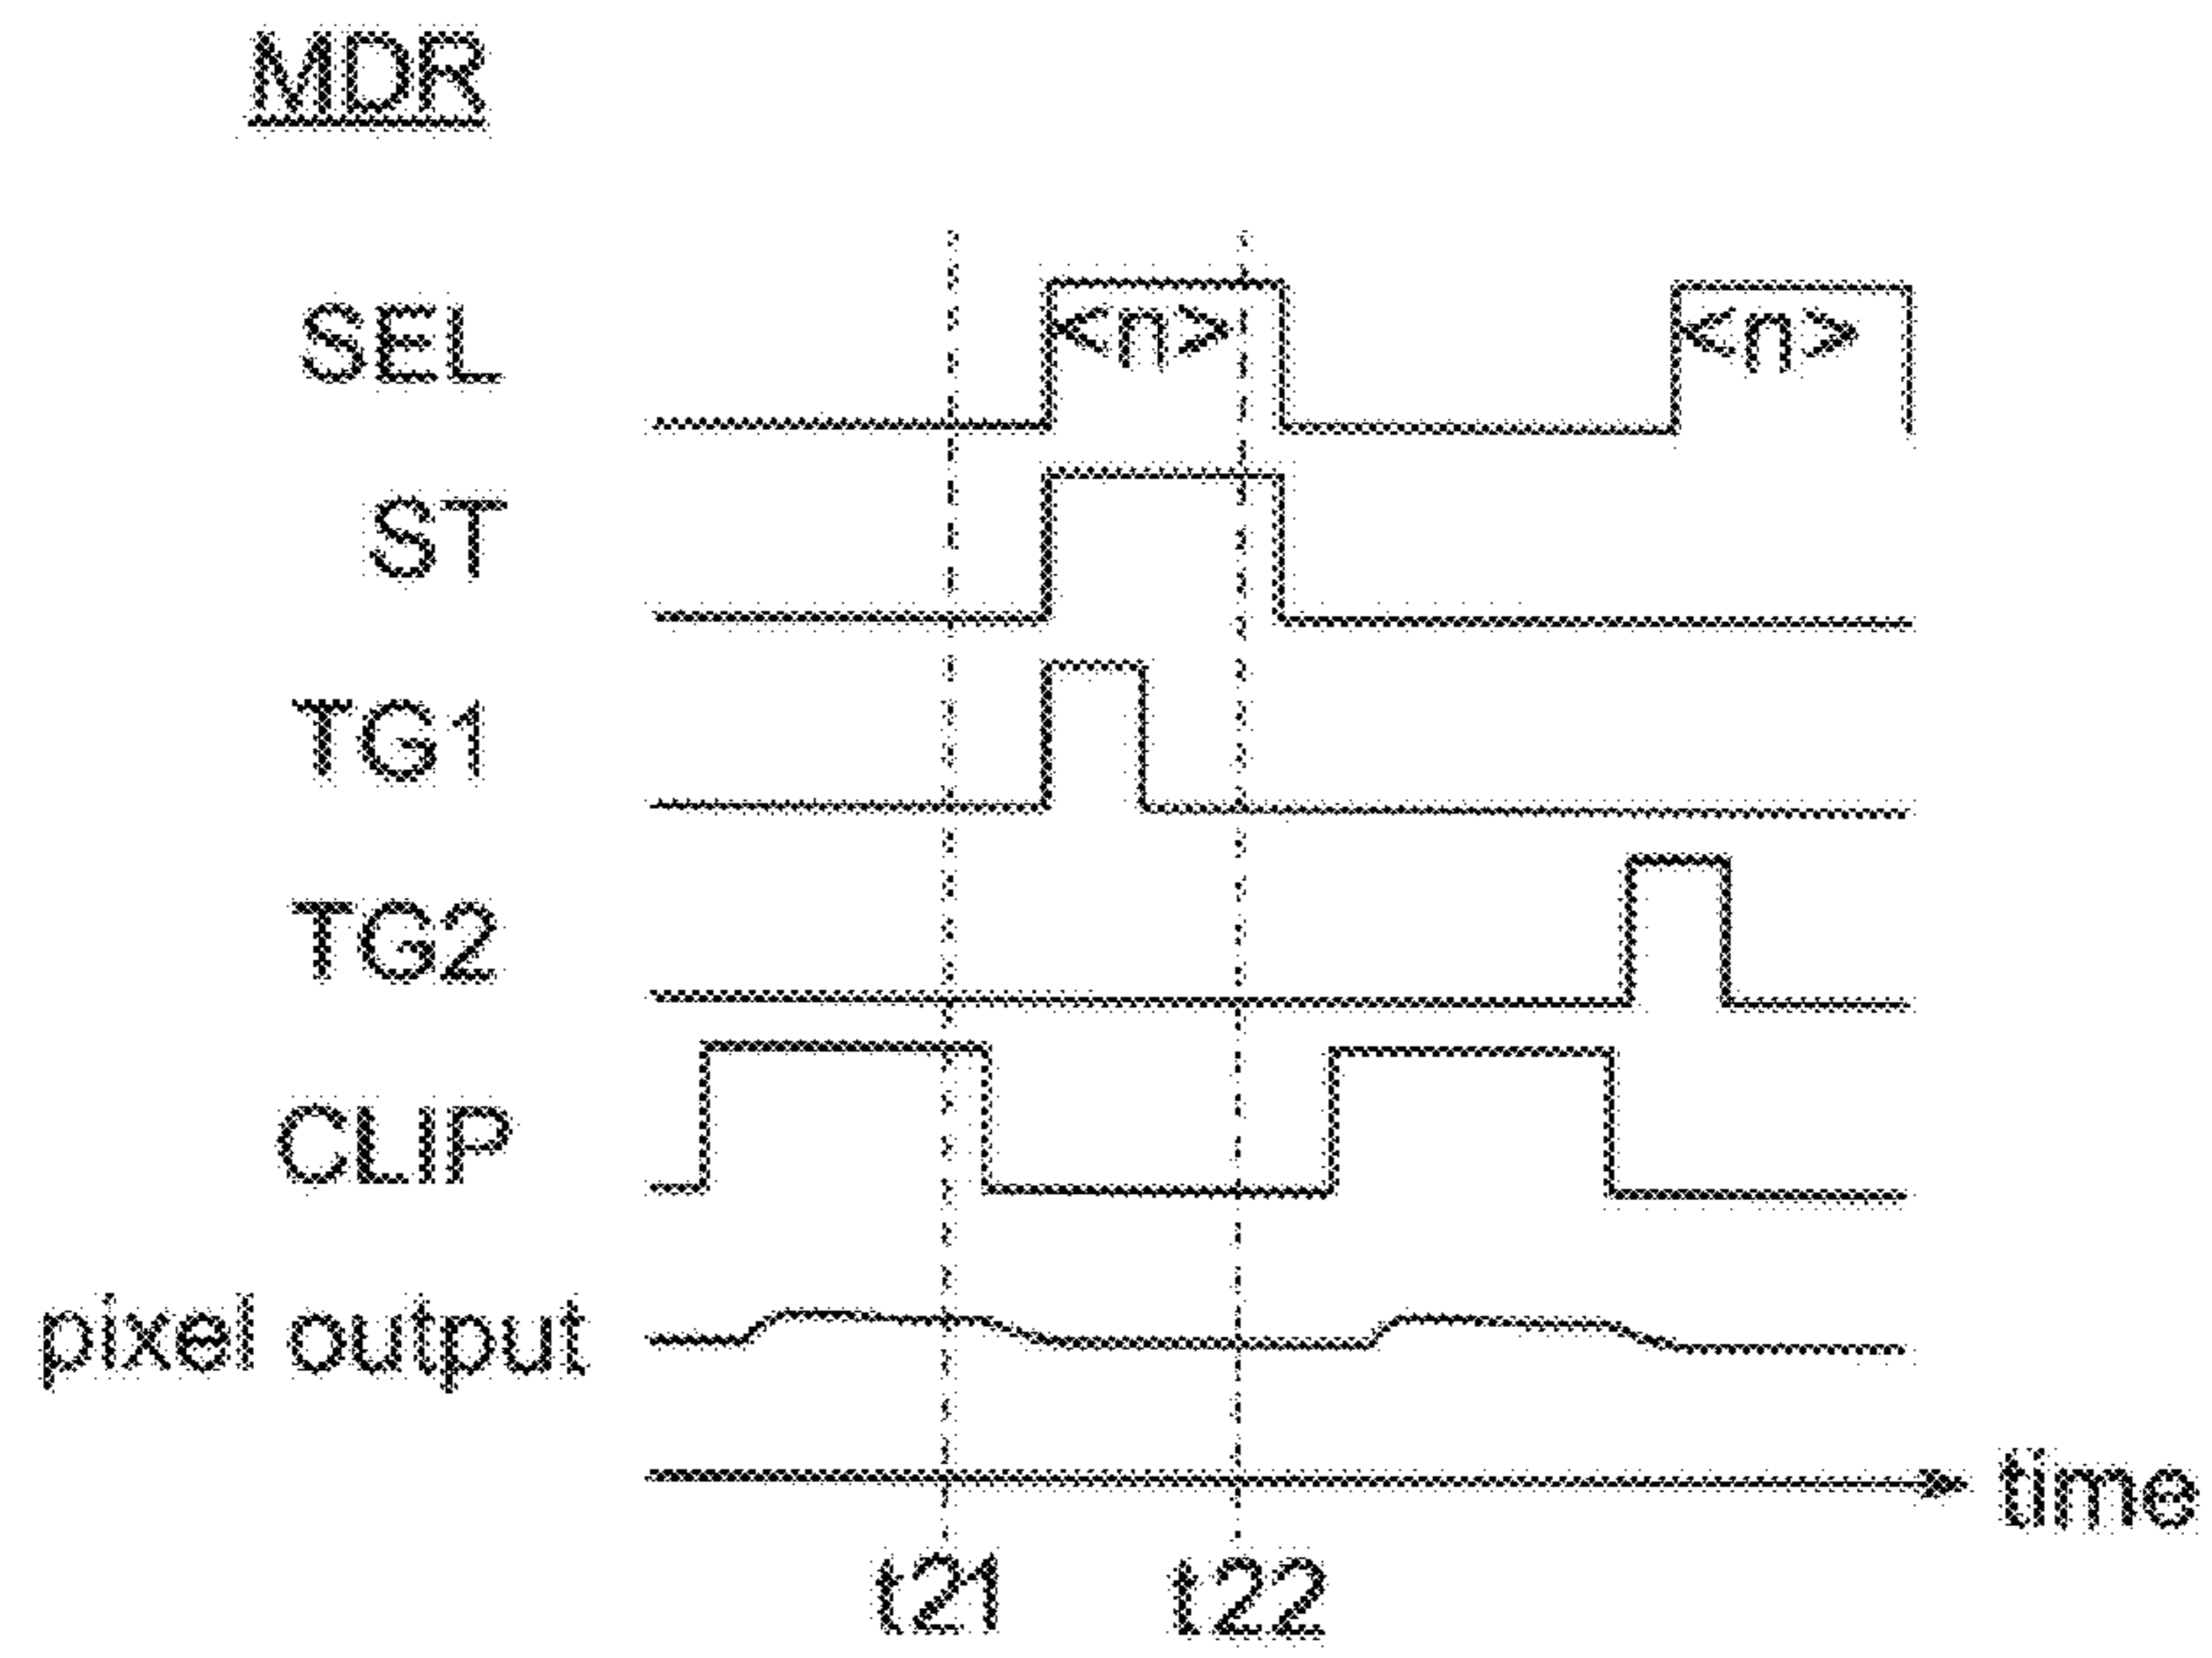 MDR
SEL
<n> <n>
ST
TG1
TG2
CLIP
pixel output
time
t21 t22